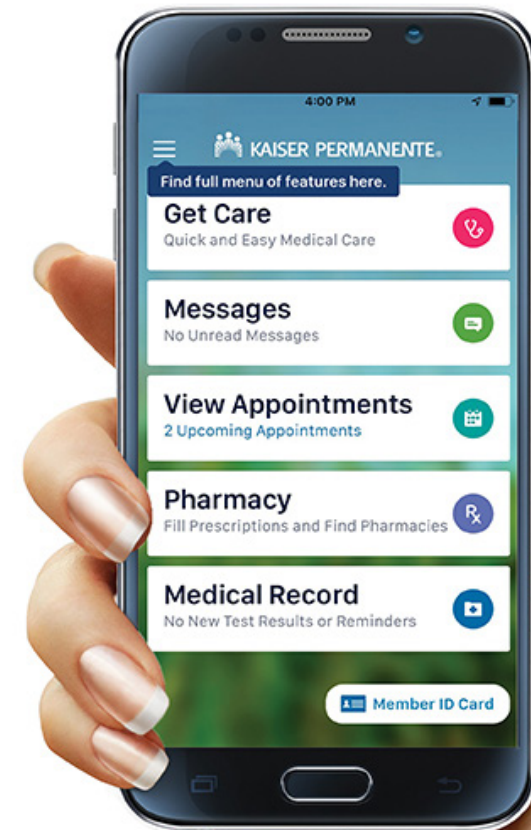 4:00 PM
KAISER PERMANENTE®
Find full menu of features here.
Get Care
Quick and Easy Medical Care
Messages
No Unread Messages
View Appointments
2 Upcoming Appointments
Pharmacy
Fill Prescriptions and Find Pharmacies
Rx
Medical Record
No New Test Results or Reminders
Member ID Card